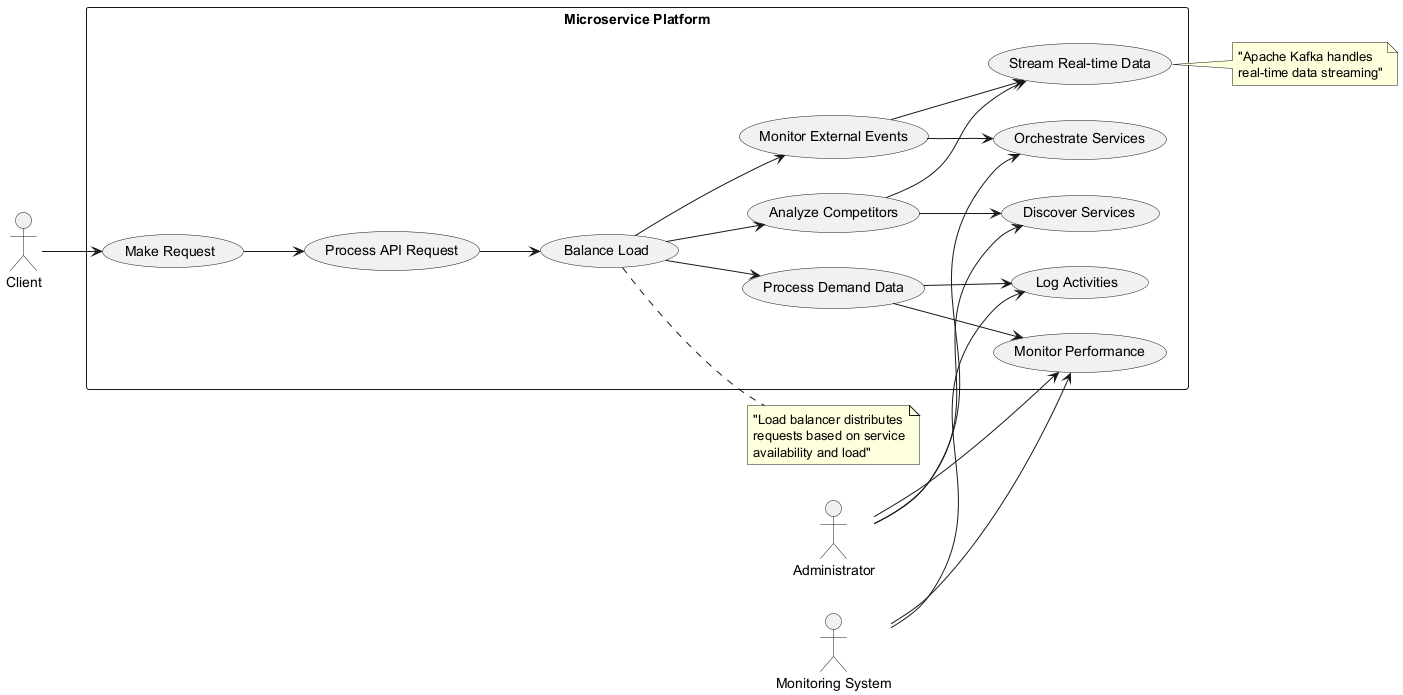 Microservice Platform
Stream Real-time Data
"Apache Kafka handles
real-time data streaming"
Monitor External Events
Orchestrate Services
Analyze Competitors
Discover Services
Client
Make Request
Process API Request
Balance Load
Process Demand Data
Log Activities
Monitor Performance
"Load balancer distributes
requests based on service
availability and load"
Administrator
Monitoring System